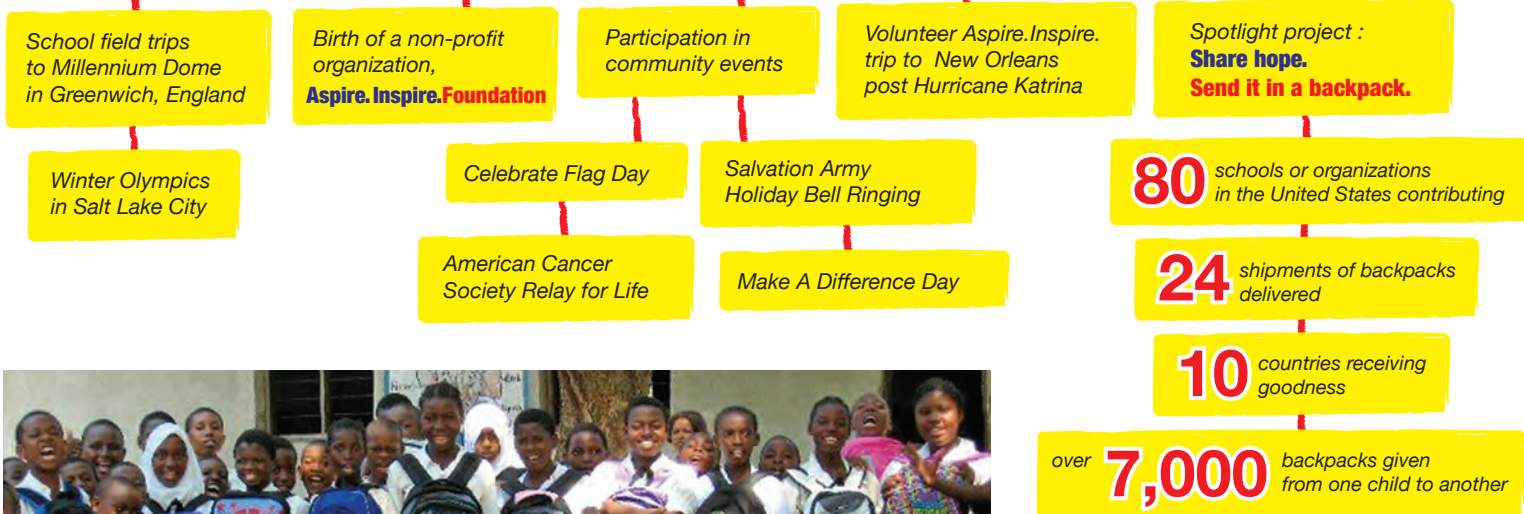 School field trips
to Millennium Dome
in Greenwich, England
Winter Olympics
in Salt Lake City
Birth of a non-profit
organization,
Aspire.Inspire.Foundation
Participation in
community events
Celebrate Flag Day
American Cancer
Society Relay for Life
Salvation Army
Holiday Bell Ringing
Make A Difference Day
Volunteer Aspire.Inspire.
trip to New Orleans
post Hurricane Katrina
Spotlight project :
Share hope.
Send it in a backpack.
80 schools or organizations
in the United States contributing
24 shipments of backpacks
delivered
10 countries receiving
goodness
over 7,000 backpacks given
from one child to another